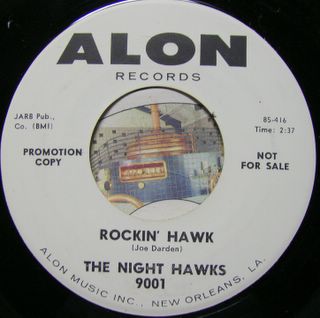 ALON
RECORDS
JARB Pub.,
Co. (BMI)
85-416
Time: 2:37
PROMOTION
COPY
NOT
FOR SALE
ROCKIN' HAWK
(Joe Darden)
THE NIGHT HAWKS
9001
ALON MUSIC INC., NEW ORLEANS, LA.